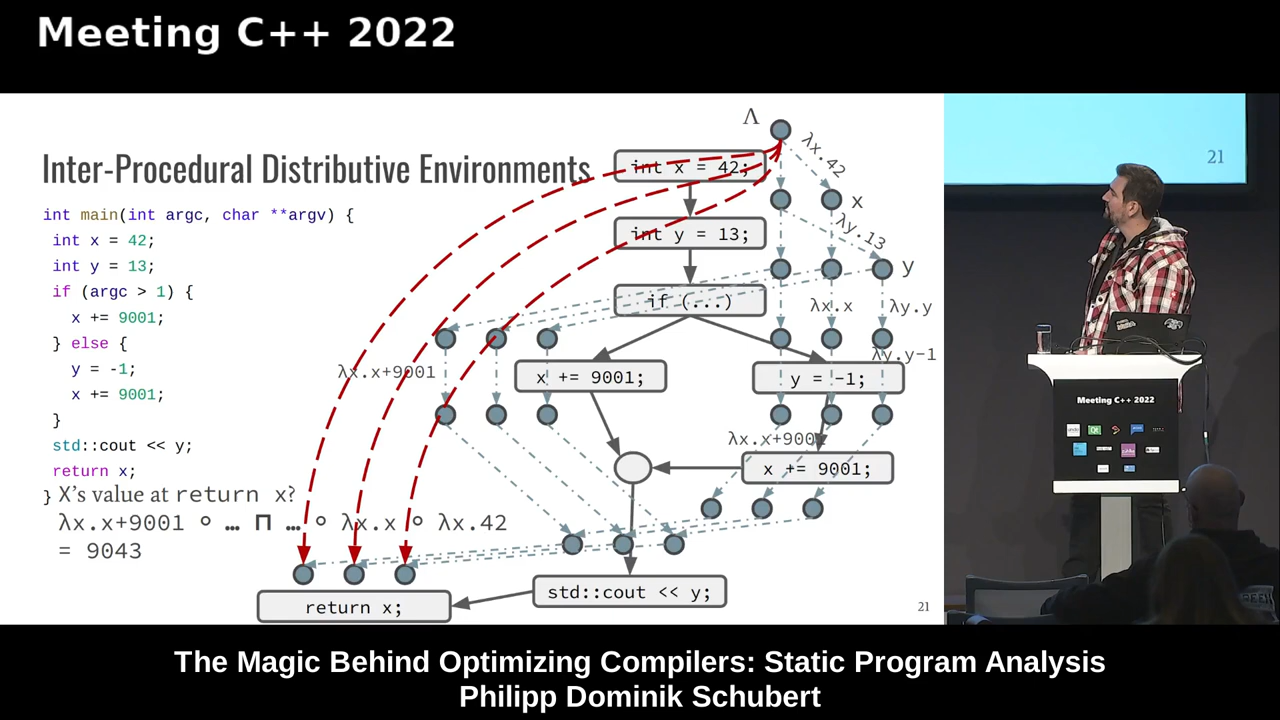 Meeting C++ 2022
Inter-Procedural Distributive Environments
int main(int argc, char **argv) {
int x = 42;
int y = 13;
if (argc > 1) {
x += 9001;
} else {
y = -1;
x += 9001;
}
std::cout << y;
return x;
}
X's value at return x?
λx.x+9001 ∘ … ⊓ … ∘ λx.x ∘ λx.42
= 9043
Λ
λx.42
int x = 42;
x
λy.13
int y = 13;
y
if (...)
λx.x
λy.y
λy.y-1
λx.x+9001
x += 9001;
y = -1;
λx.x+9001
x += 9001;
std::cout << y;
return x;
21
21
Meeting C++ 2022
The Magic Behind Optimizing Compilers: Static Program Analysis
Philipp Dominik Schubert